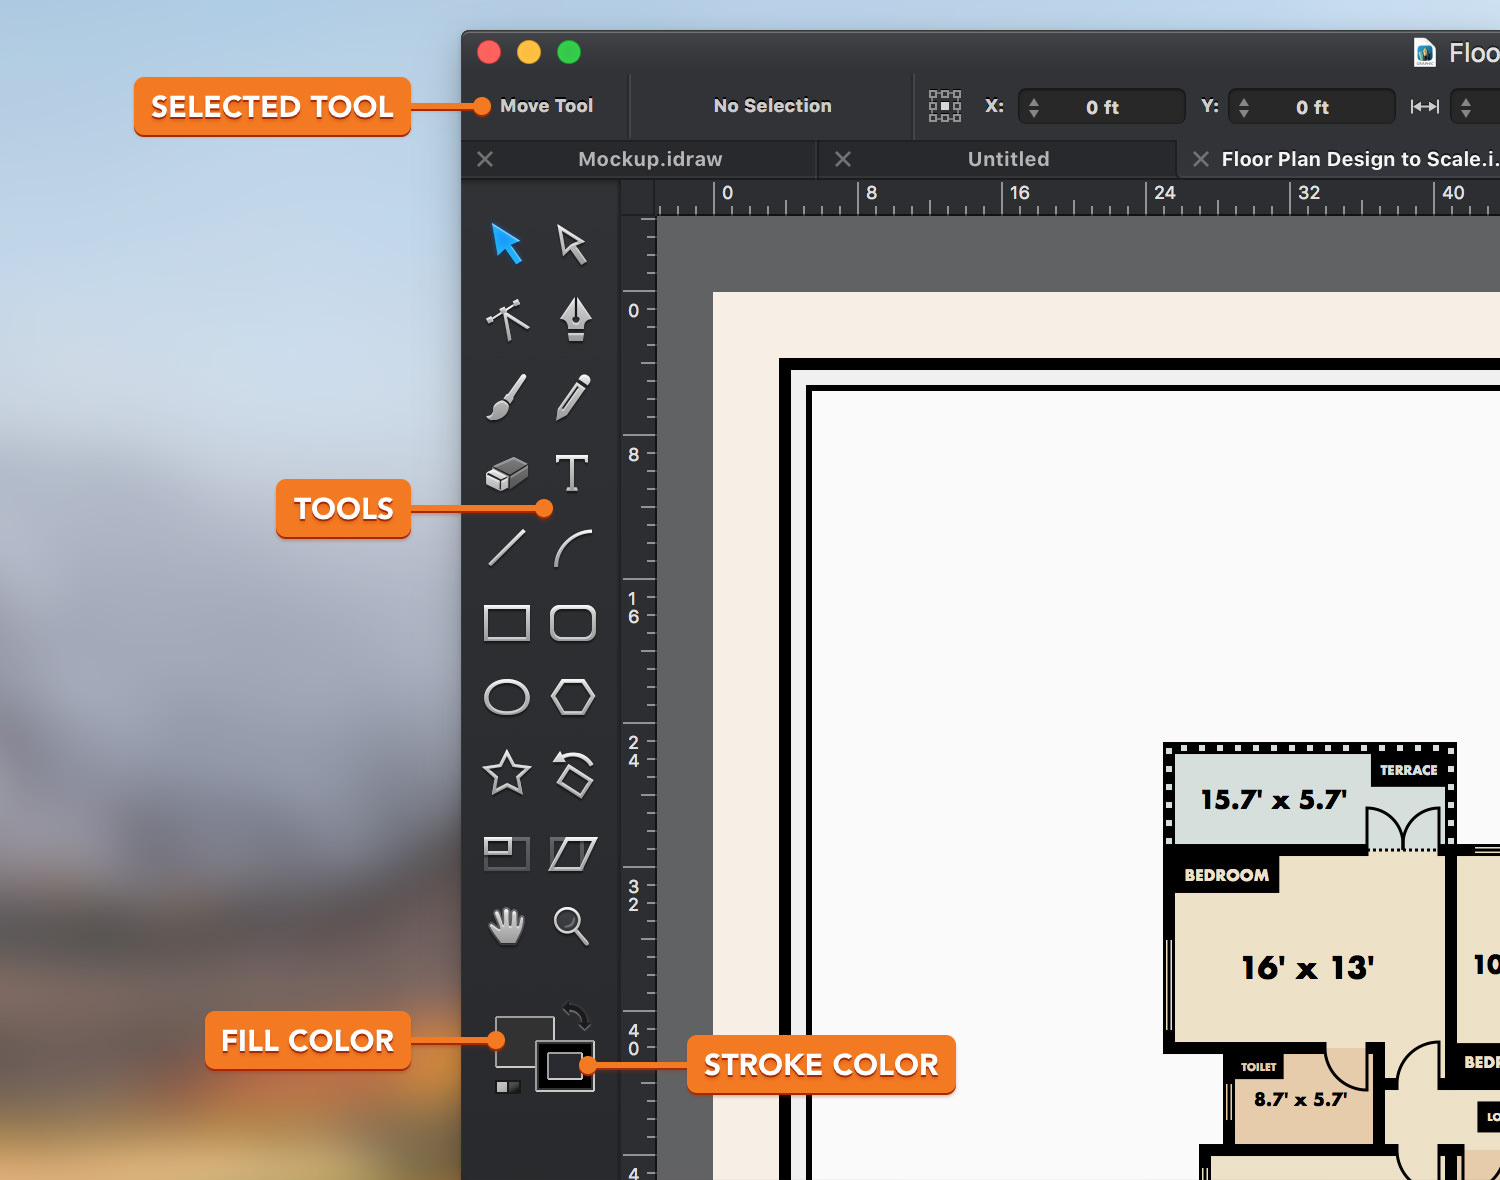 Floo
SELECTED TOOL
Move Tool
No Selection
X:
0 ft
Y:
0 ft
Mockup.idraw
Untitled
Floor Plan Design to Scale.i...
0
8
16
24
32
40
0
8
16
24
32
40
4
TOOLS
FILL COLOR
STROKE COLOR
TERRACE
15.7' x 5.7'
BEDROOM
16' x 13'
10
TOILET
8.7' x 5.7'
BEDR
LO